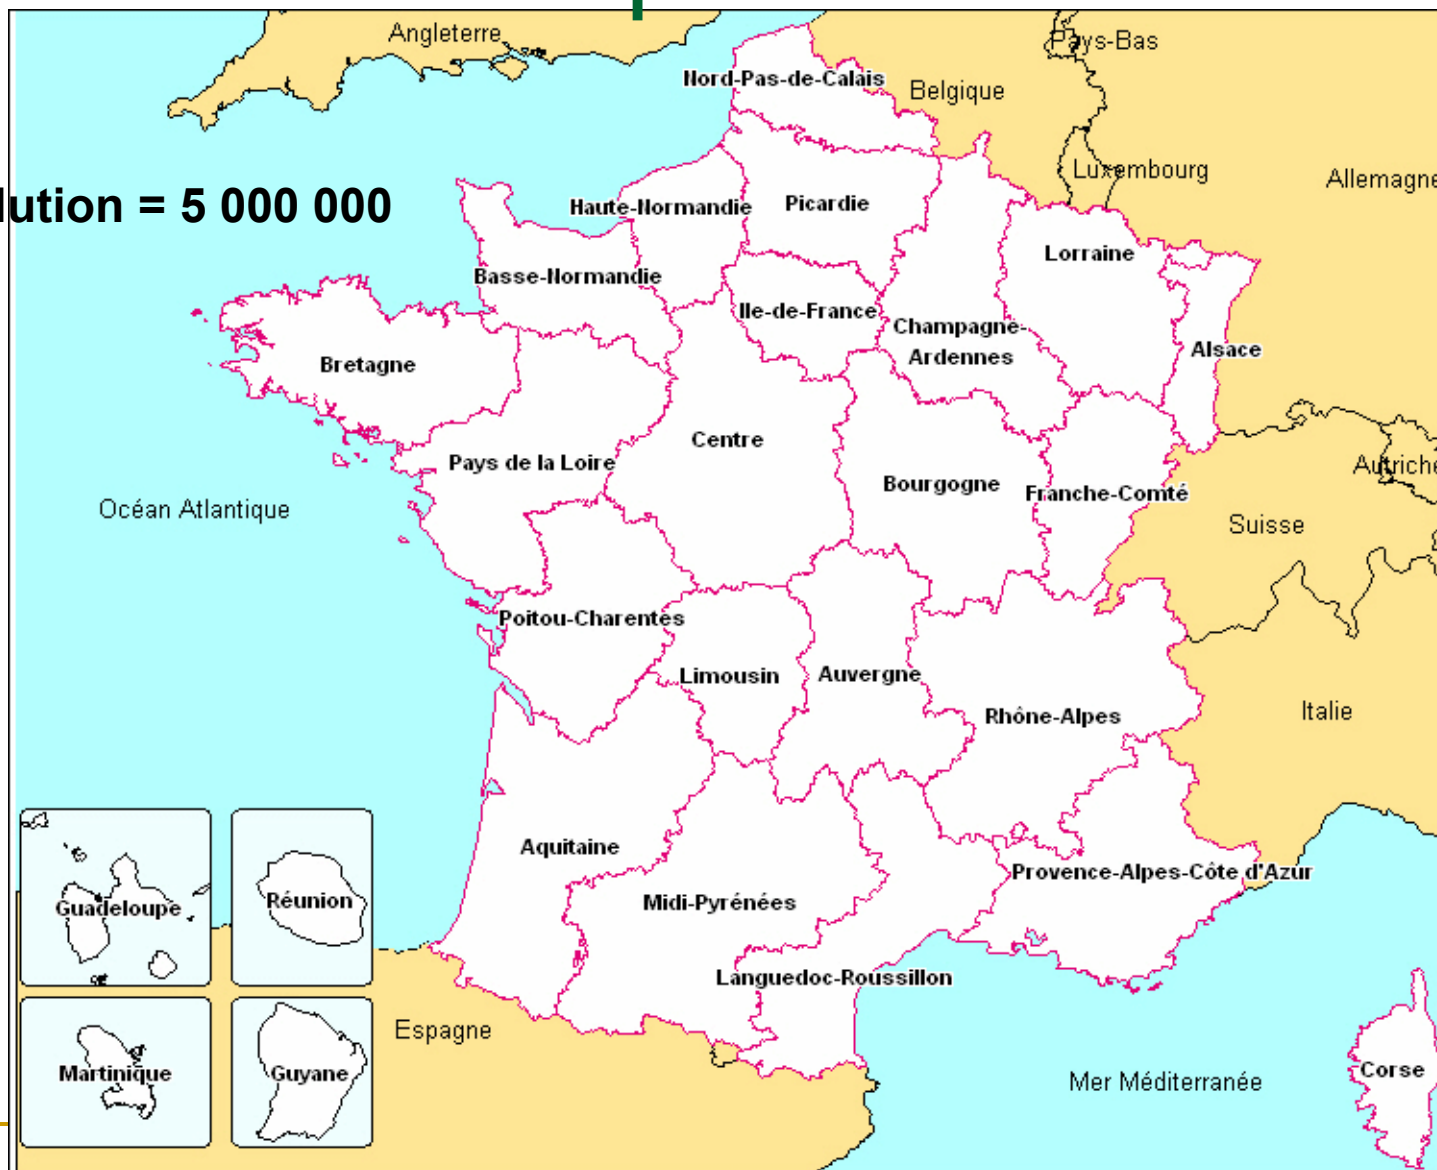 Angleterre
Pays-Bas
Nord-Pas-de-Calais
Belgique
Luxembourg
Allemagne
lution = 5 000 000
Haute-Normandie
Picardie
Lorraine
Basse-Normandie
Ile-de-France
Champagne-
Ardennes
Alsace
Bretagne
Centre
Pays de la Loire
Autriche
Bourgogne
Franche-Comté
Océan Atlantique
Suisse
Poitou-Charentes
Limousin
Auvergne
Rhône-Alpes
Italie
Aquitaine
Provence-Alpes-Côte d'Azur
Guadeloupe
Réunion
Midi-Pyrénées
Languedoc-Roussillon
Espagne
Martinique
Guyane
Mer Méditerranée
Corse